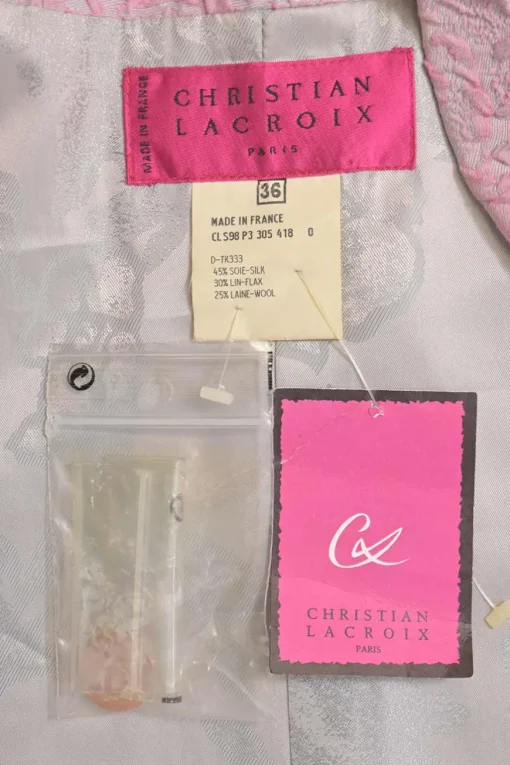 CHRISTIAN
LACROIX
PARIS
MADE IN FRANCE
36
MADE IN FRANCE
CL S98 P3 305 418 0
D-TK333
45% SOIE-SILK
30% LIN-FLAX
25% LAINE-WOOL
CHRISTIAN
LACROIX
PARIS